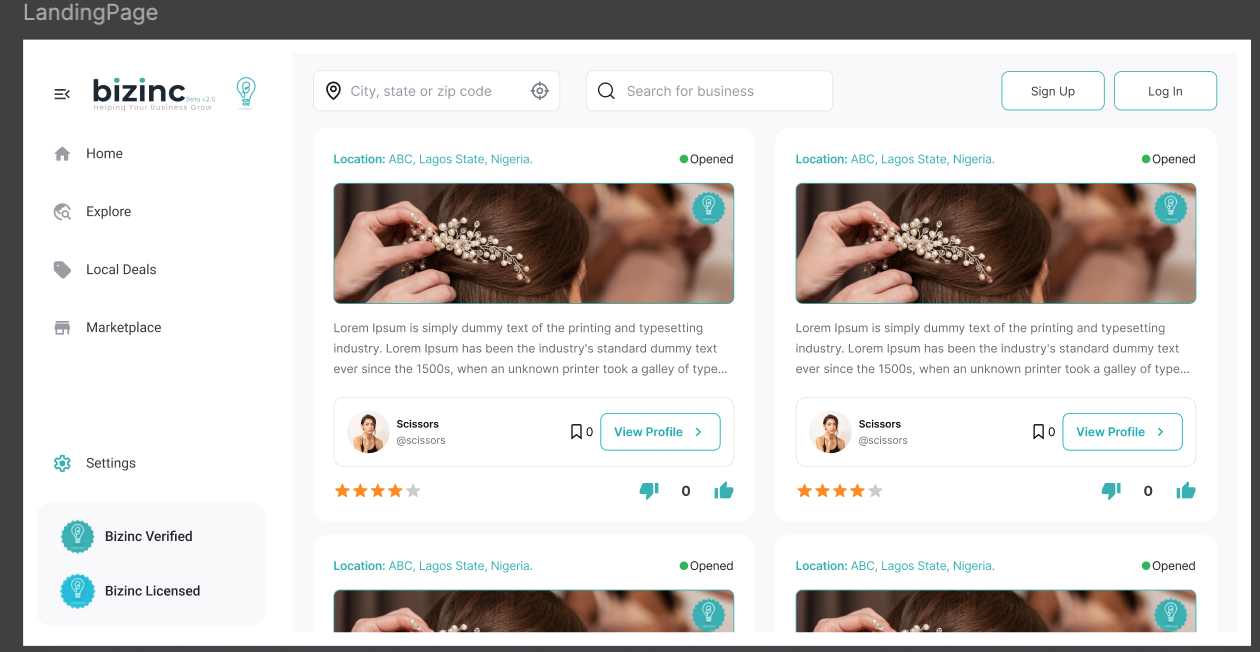 LandingPage
bizinc
Beta v2.0
Helping Your Business Grow
Home
Explore
Local Deals
Marketplace
Settings
Bizinc Verified
Bizinc Licensed
City, state or zip code
Search for business
Sign Up
Log In
Location: ABC, Lagos State, Nigeria.
Opened
Lorem Ipsum is simply dummy text of the printing and typesetting
industry. Lorem Ipsum has been the industry's standard dummy text
ever since the 1500s, when an unknown printer took a galley of type...
Scissors
@scissors
0
View Profile
0
Location: ABC, Lagos State, Nigeria.
Opened
Lorem Ipsum is simply dummy text of the printing and typesetting
industry. Lorem Ipsum has been the industry's standard dummy text
ever since the 1500s, when an unknown printer took a galley of type...
Scissors
@scissors
0
View Profile
0
Location: ABC, Lagos State, Nigeria.
Opened
Location: ABC, Lagos State, Nigeria.
Opened